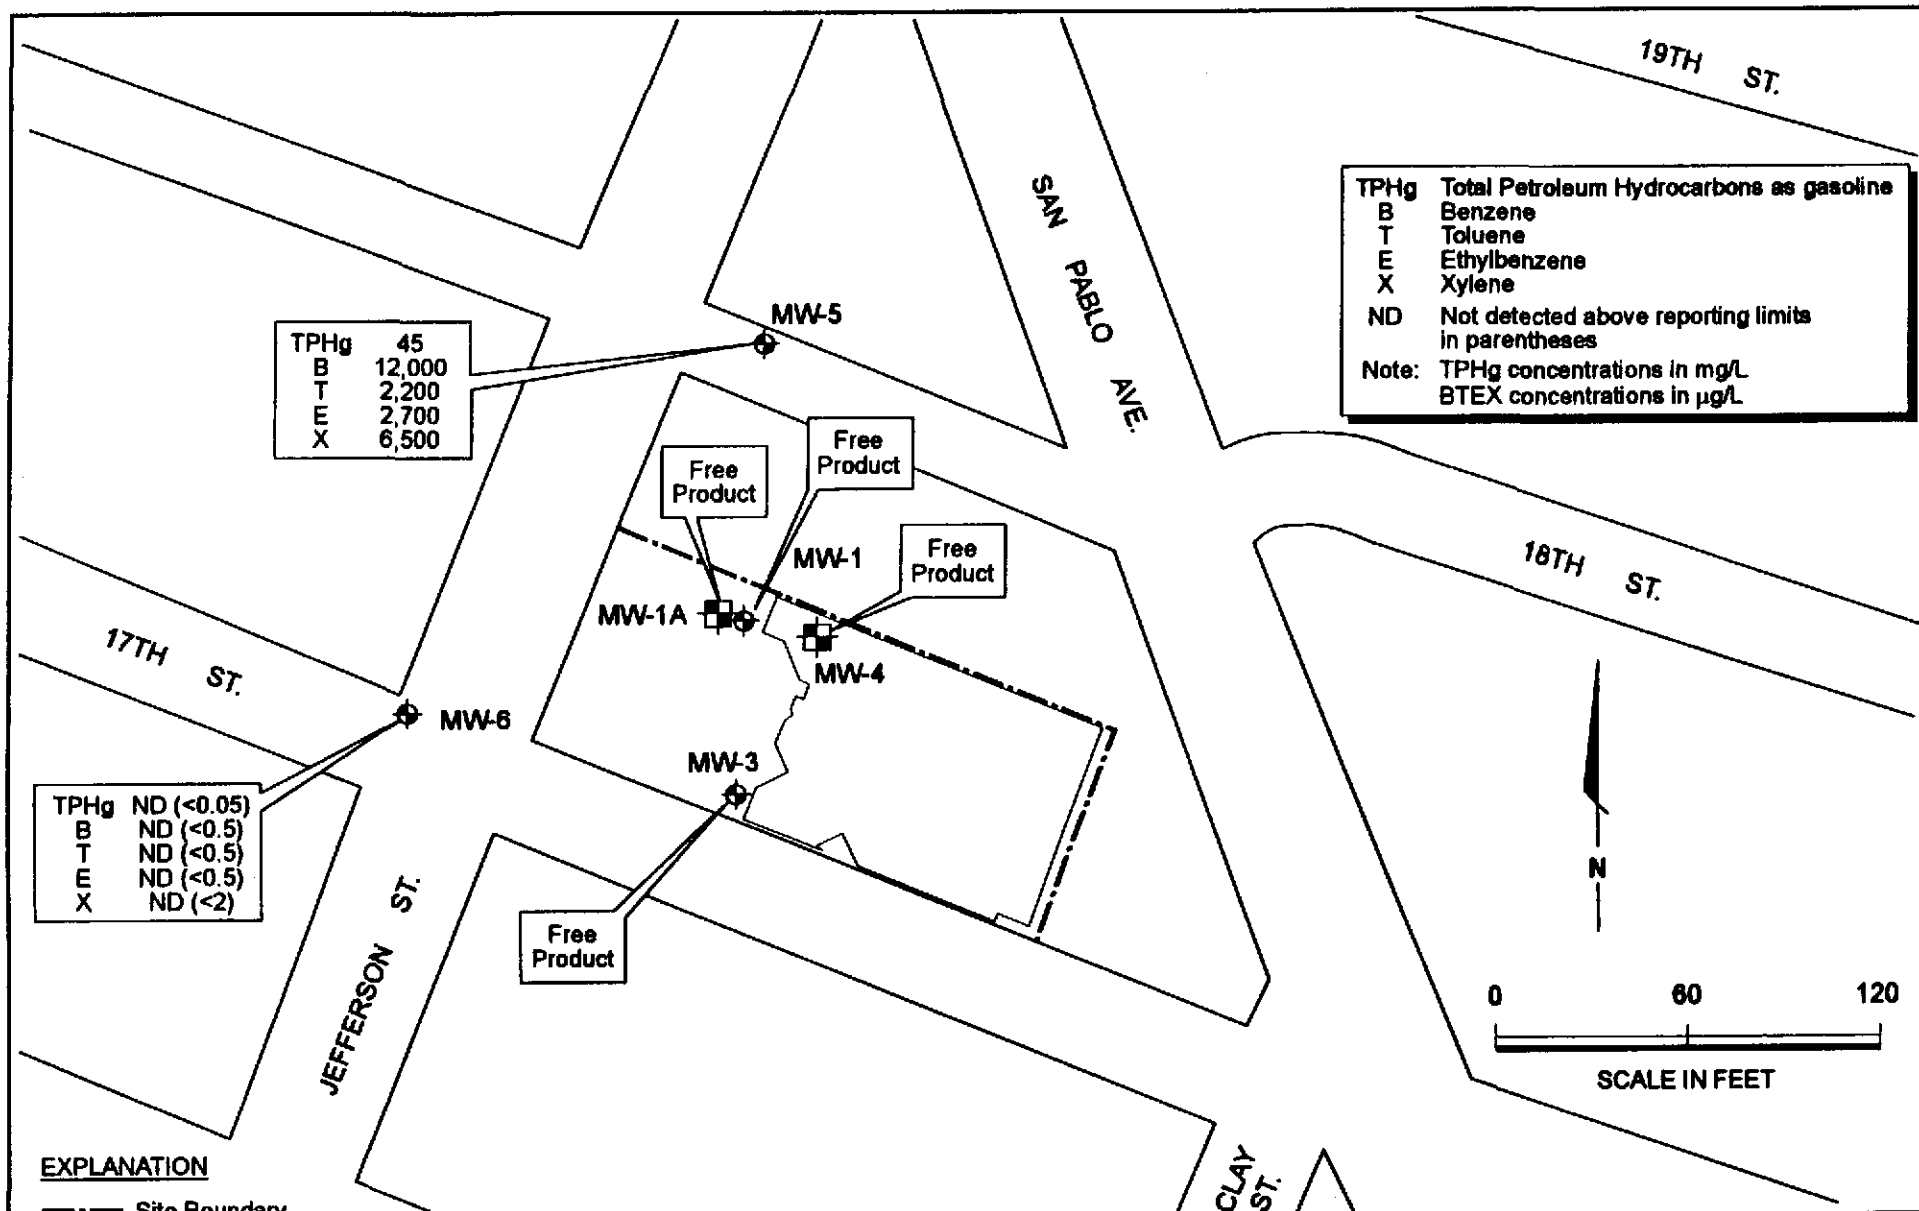 19TH ST.
SAN PABLO AVE.
TPHg Total Petroleum Hydrocarbons as gasoline
B Benzene
T Toluene
E Ethylbenzene
X Xylene
ND Not detected above reporting limits
in parentheses
Note: TPHg concentrations in mg/L
BTEX concentrations in µg/L
MW-5
TPHg 45
B 12,000
T 2,200
E 2,700
X 6,500
Free
Product
Free
Product
Free
Product
MW-1
18TH ST.
MW-1A
MW-4
17TH ST.
MW-6
MW-3
TPHg ND (<0.05)
B ND (<0.5)
T ND (<0.5)
E ND (<0.5)
X ND (<2)
Free
Product
JEFFERSON ST.
N
0 60 120
SCALE IN FEET
CLAY
ST.
EXPLANATION
Site Boundary